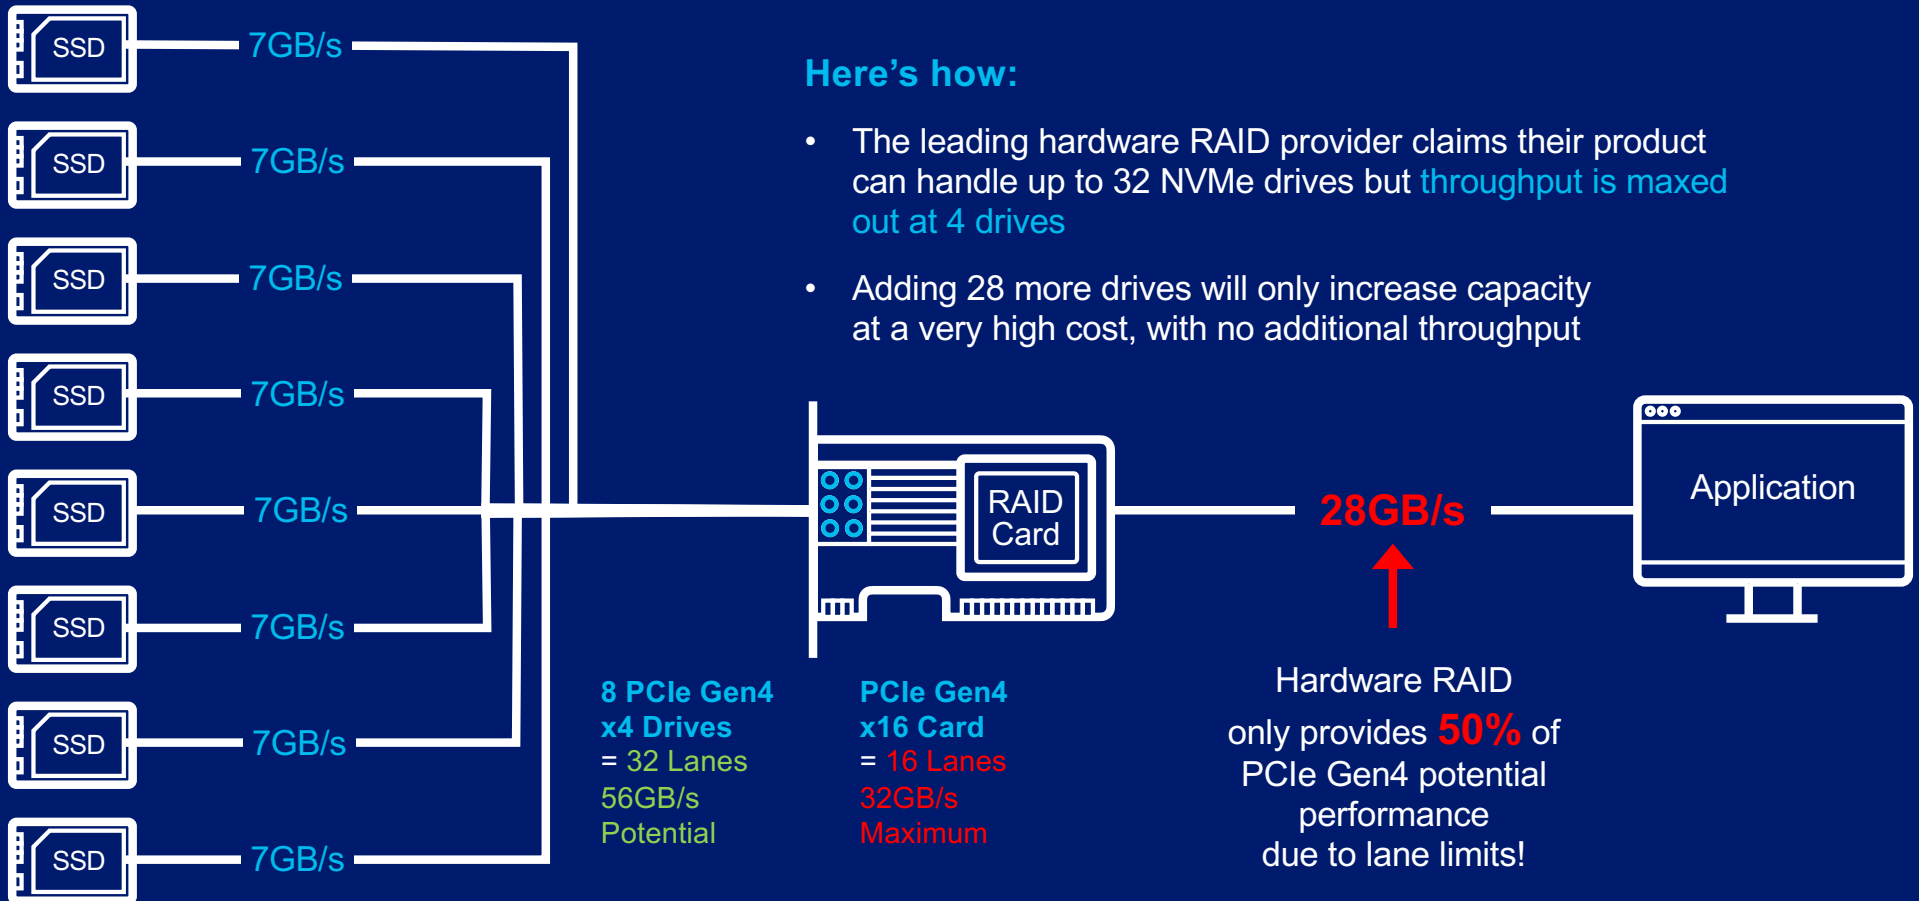 SSD 7GB/s
SSD 7GB/s
SSD 7GB/s
SSD 7GB/s
SSD 7GB/s
SSD 7GB/s
SSD 7GB/s
SSD 7GB/s
Here's how:
• The leading hardware RAID provider claims their product
can handle up to 32 NVMe drives but throughput is maxed
out at 4 drives
• Adding 28 more drives will only increase capacity
at a very high cost, with no additional throughput
RAID
Card
28GB/s
Application
8 PCIe Gen4
x4 Drives
= 32 Lanes
56GB/s
Potential
PCIe Gen4
x16 Card
= 16 Lanes
32GB/s
Maximum
Hardware RAID
only provides 50% of
PCIe Gen4 potential
performance
due to lane limits!